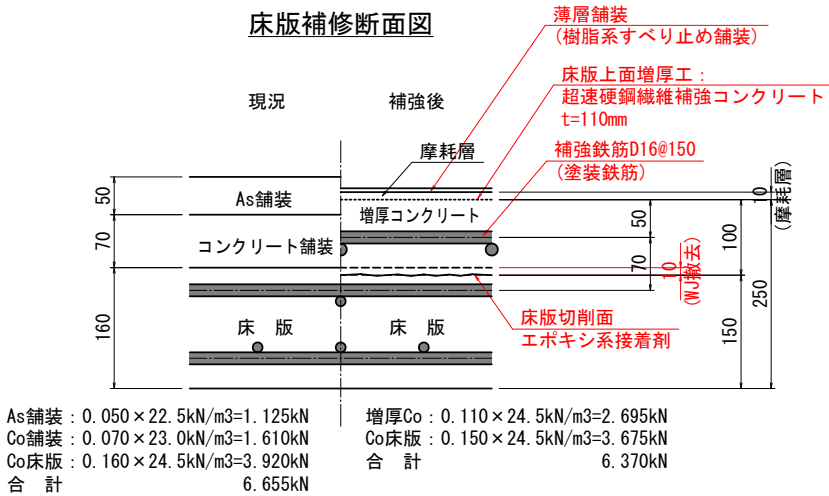 床版補修断面図
現況
補強後
薄層舗装
(樹脂系すべり止め舗装)
床版上面増厚工：
超速硬鋼繊維補強コンクリート
t=110mm
補強鉄筋D16@150
(塗装鉄筋)
摩耗層
As舗装
増厚コンクリート
コンクリート舗装
床　版
床　版
床版切削面
エポキシ系接着剤
50
70
160
50
70
10
(WJ撤去)
100
150
10
(摩耗層)
250
As舗装：0.050×22.5kN/m3=1.125kN
Co舗装：0.070×23.0kN/m3=1.610kN
Co床版：0.160×24.5kN/m3=3.920kN
合　計　6.655kN
増厚Co：0.110×24.5kN/m3=2.695kN
Co床版：0.150×24.5kN/m3=3.675kN
合　計　6.370kN